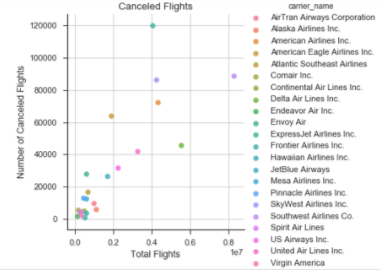 Canceled Flights
carrier_name
AirTran Airways Corporation
Alaska Airlines Inc.
American Airlines Inc.
American Eagle Airlines Inc.
Atlantic Southeast Airlines
Comair Inc.
Continental Air Lines Inc.
Delta Air Lines Inc.
Endeavor Air Inc.
Envoy Air
ExpressJet Airlines Inc.
Frontier Airlines Inc.
Hawaiian Airlines Inc.
JetBlue Airways
Mesa Airlines Inc.
Pinnacle Airlines Inc.
SkyWest Airlines Inc.
Southwest Airlines Co.
Spirit Air Lines
US Airways Inc.
United Air Lines Inc.
Virgin America
Number of Canceled Flights
120000
100000
80000
60000
40000
20000
0
0.0
0.2
0.4
0.6
0.8
1e7
Total Flights